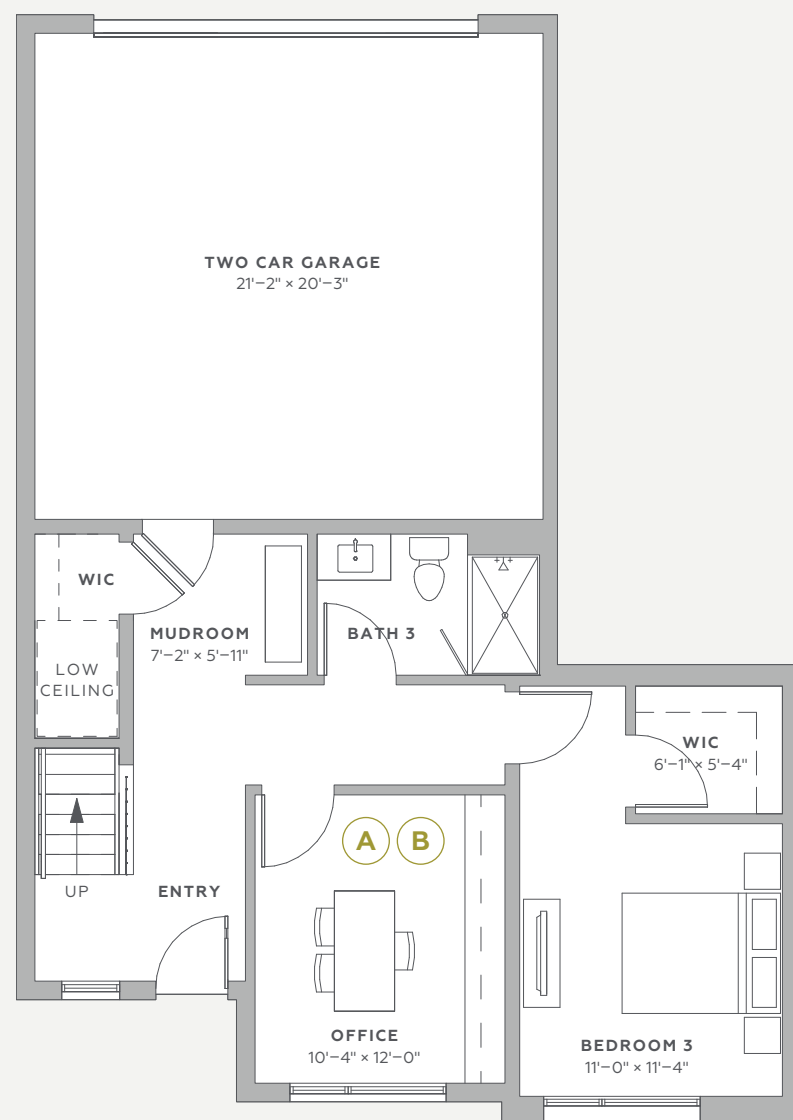 TWO CAR GARAGE
21'–2" × 20'–3"
WIC
LOW
CEILING
MUDROOM
7'–2" × 5'–11"
BATH 3
WIC
6'–1" × 5'–4"
A B
UP
ENTRY
OFFICE
10'–4" × 12'–0"
BEDROOM 3
11'–0" × 11'–4"